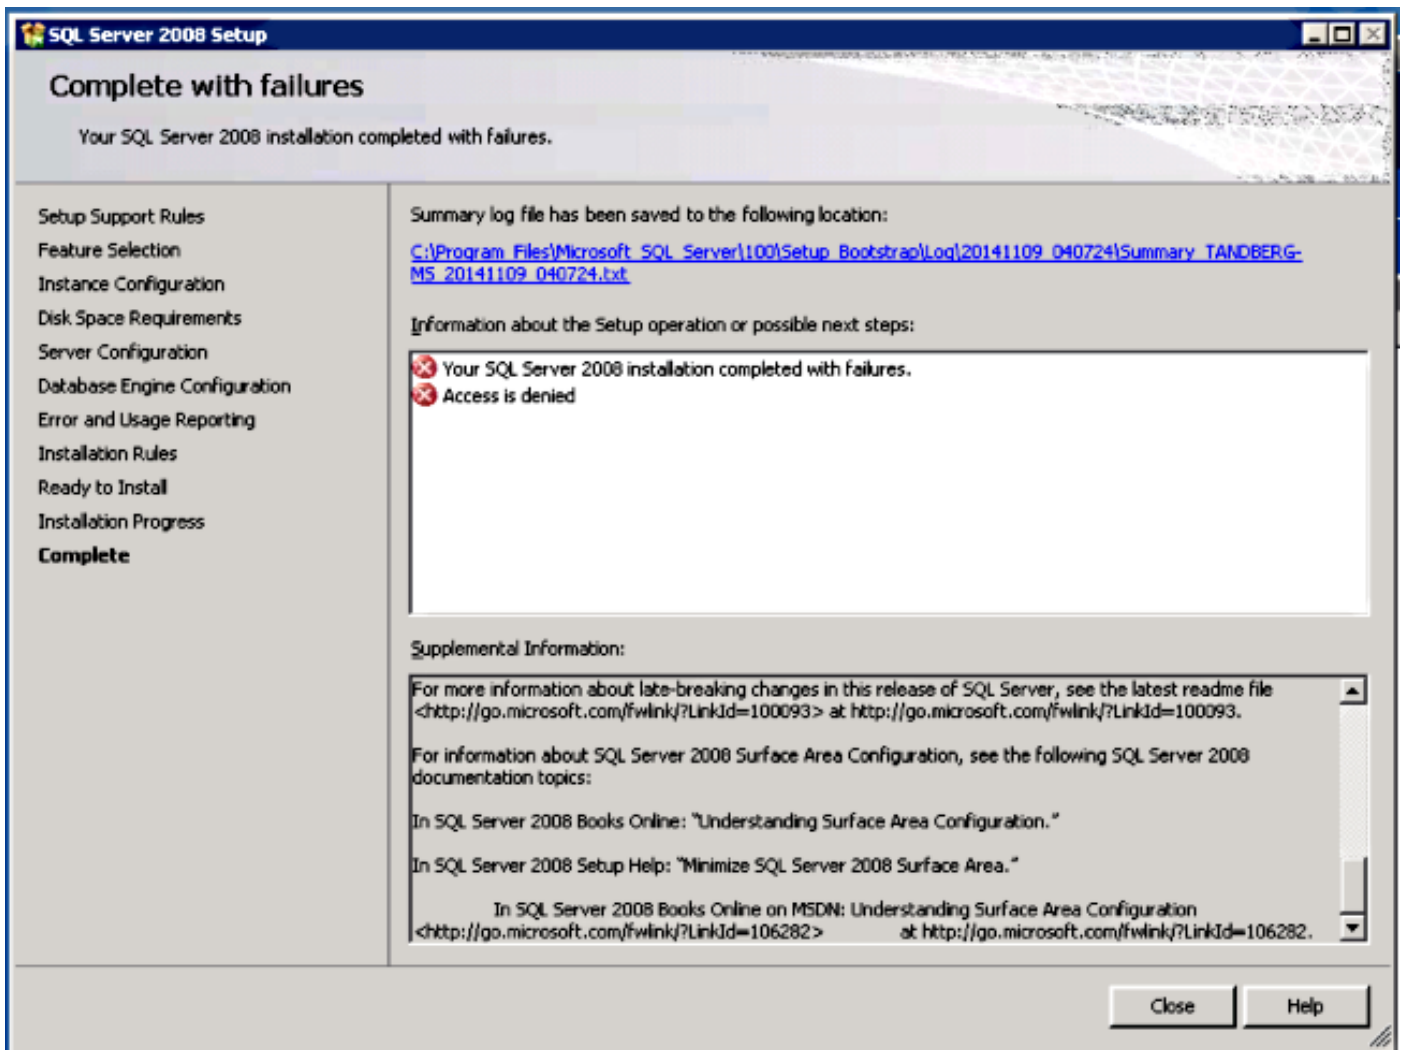 SQL Server 2008 Setup
Complete with failures
Your SQL Server 2008 installation completed with failures.
Setup Support Rules
Feature Selection
Instance Configuration
Disk Space Requirements
Server Configuration
Database Engine Configuration
Error and Usage Reporting
Installation Rules
Ready to Install
Installation Progress
Complete
Summary log file has been saved to the following location:
C:\Program Files\Microsoft SQL Server\100\Setup Bootstrap\Log\20141109_040724\Summary_TANDBERG-
MS_20141109_040724.txt
Information about the Setup operation or possible next steps:
Your SQL Server 2008 installation completed with failures.
Access is denied
Supplemental Information:
For more information about late-breaking changes in this release of SQL Server, see the latest readme file
<http://go.microsoft.com/fwlink/?LinkId=100093> at http://go.microsoft.com/fwlink/?LinkId=100093.
For information about SQL Server 2008 Surface Area Configuration, see the following SQL Server 2008
documentation topics:
In SQL Server 2008 Books Online: "Understanding Surface Area Configuration."
In SQL Server 2008 Setup Help: "Minimize SQL Server 2008 Surface Area."
In SQL Server 2008 Books Online on MSDN: Understanding Surface Area Configuration
<http://go.microsoft.com/fwlink/?LinkId=106282> at http://go.microsoft.com/fwlink/?LinkId=106282.
Close
Help